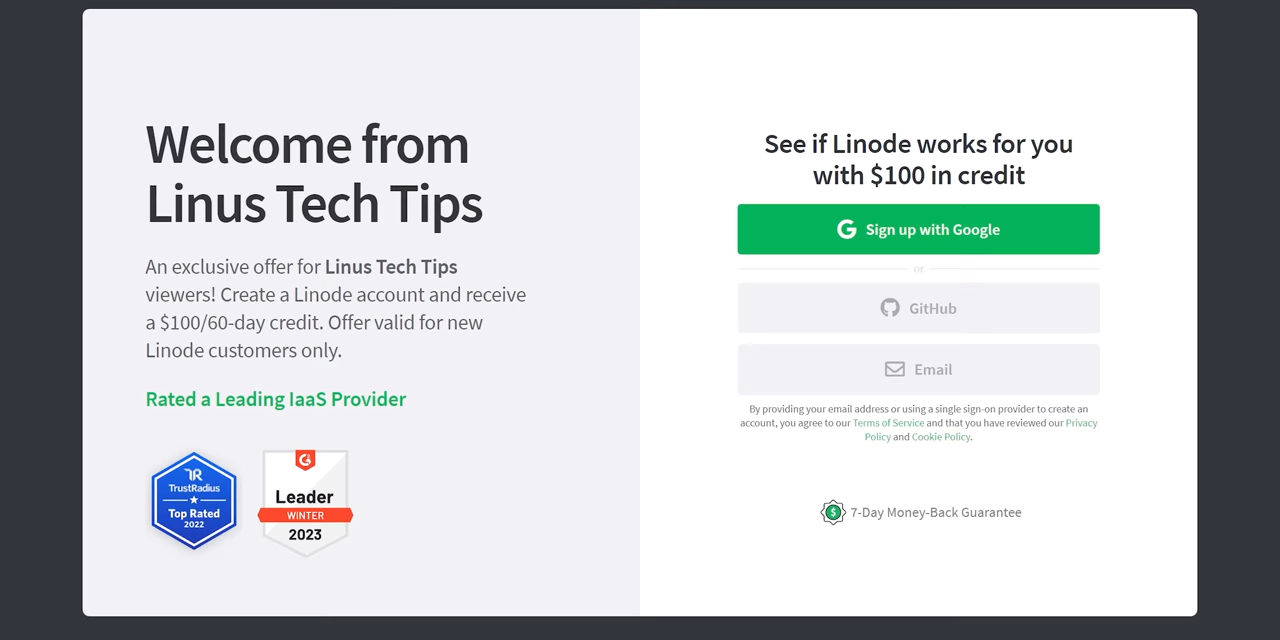 Welcome from
Linus Tech Tips
An exclusive offer for Linus Tech Tips
viewers! Create a Linode account and receive
a $100/60-day credit. Offer valid for new
Linode customers only.
Rated a Leading IaaS Provider
TR
TrustRadius
Top Rated
2022
G
Leader
WINTER
2023
See if Linode works for you
with $100 in credit
G Sign up with Google
or
GitHub
Email
By providing your email address or using a single sign-on provider to create an
account, you agree to our Terms of Service and that you have reviewed our Privacy
Policy and Cookie Policy.
$ 7-Day Money-Back Guarantee